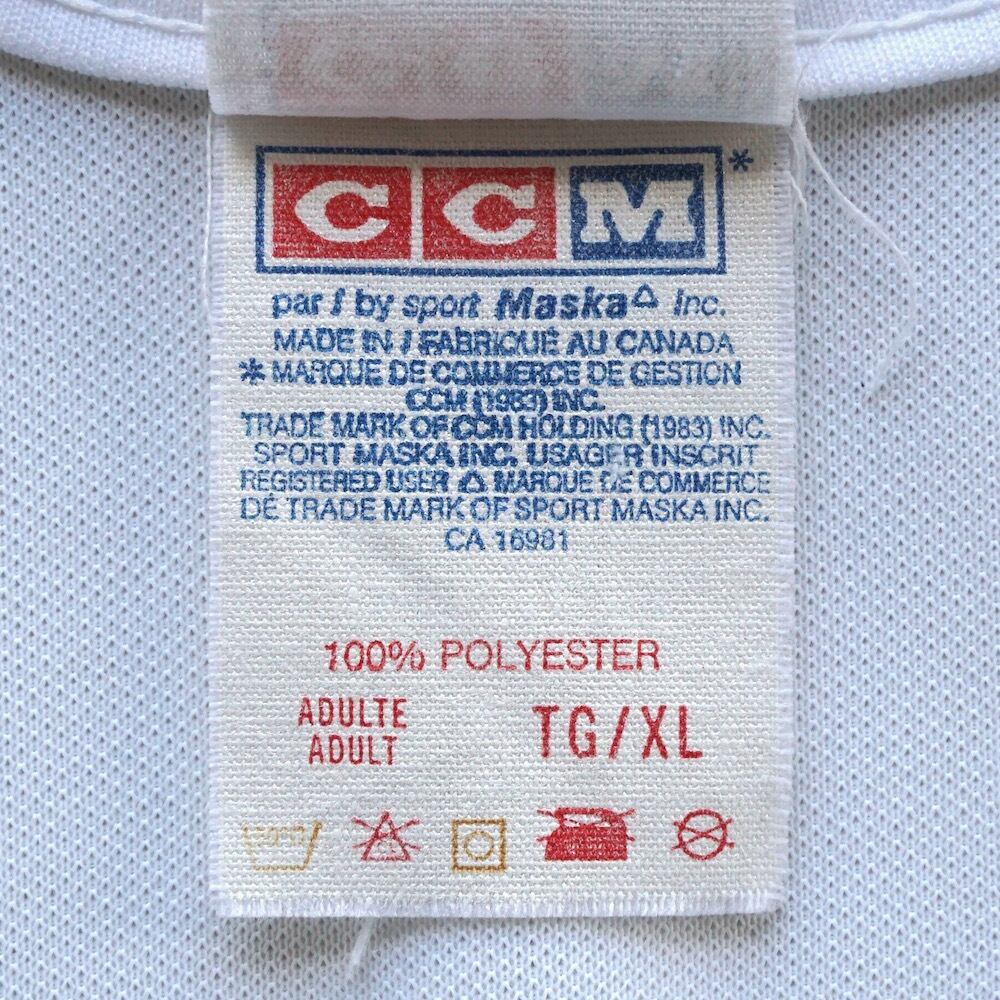 CCM*
par / by sport Maska△ Inc.
MADE IN / FABRIQUÉ AU CANADA
* MARQUE DE COMMERCE DE GESTION
CCM (1983) INC.
TRADE MARK OF CCM HOLDING (1983) INC.
SPORT MASKA INC. USAGER INSCRIT
REGISTERED USER △ MARQUE DE COMMERCE
DE TRADE MARK OF SPORT MASKA INC.
CA 16981
100% POLYESTER
ADULTE
ADULT
TG/XL